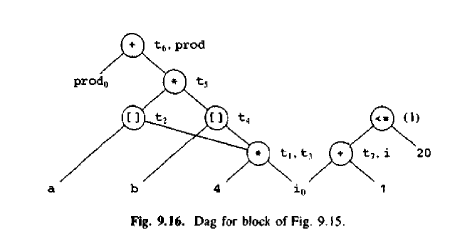 + t₆, prod
prod₀ * t₅
[ ] t₂ [ ] t₄ <= (1)
* t₁, t₃ + t₇, i 20
a b 4 i₀ 1
Fig. 9.16. Dag for block of Fig. 9.15.